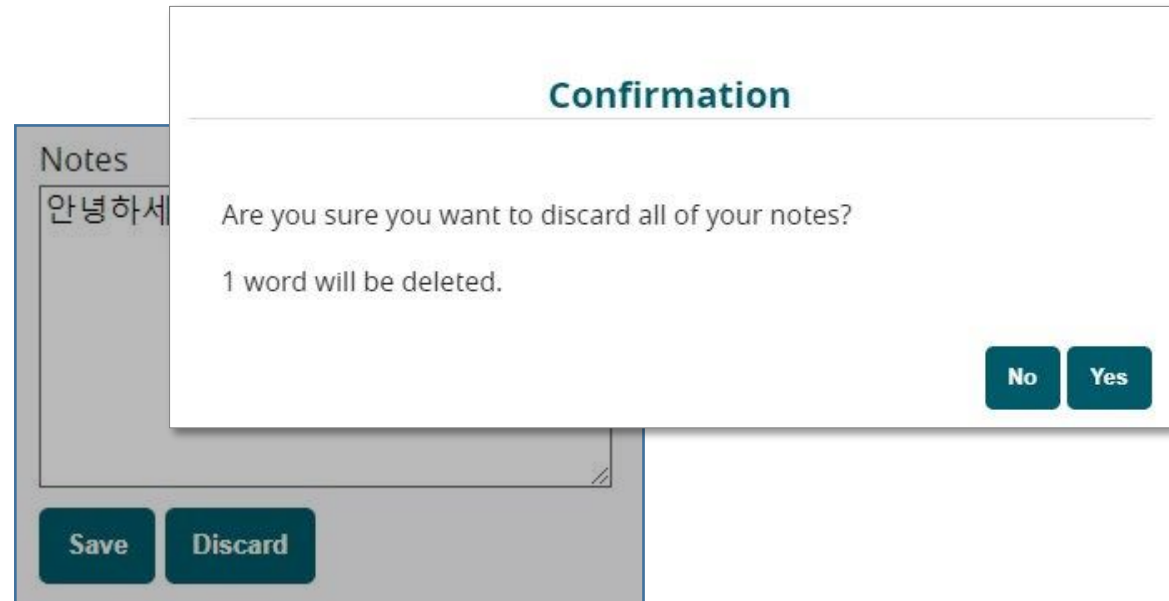 Confirmation
Notes
안녕하세
Are you sure you want to discard all of your notes?
1 word will be deleted.
No Yes
Save Discard